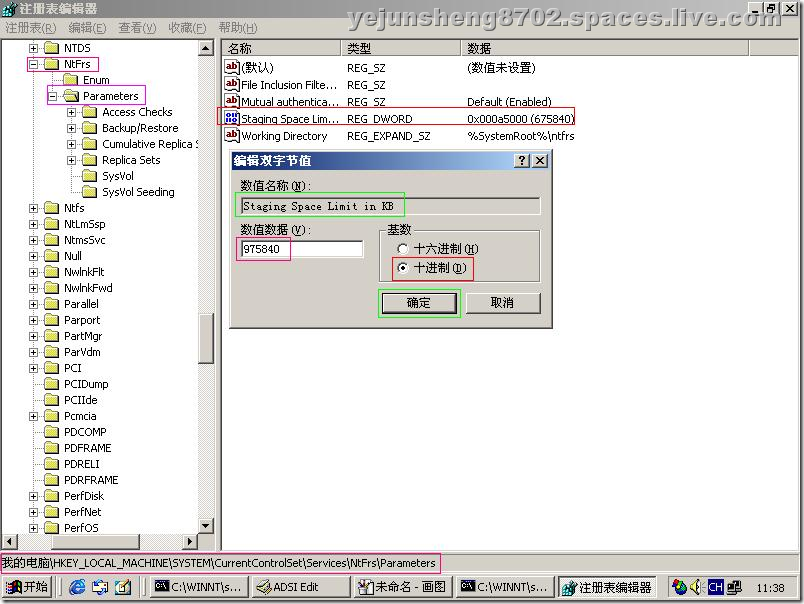 注册表编辑器
yejunsheng8702.spaces.live.com
注册表(R) 编辑(E) 查看(V) 收藏(F) 帮助(H)
NTDS
NtFrs
Enum
Parameters
Access Checks
Backup/Restore
Cumulative Replica S
Replica Sets
SysVol
SysVol Seeding
Ntfs
NtLmSsp
NtmsSvc
Null
NwlnkFlt
NwlnkFwd
Parallel
Parport
PartMgr
ParVdm
PCI
PCIDump
PCIIde
Pcmcia
PDCOMP
PDFRAME
PDRELI
PDRFRAME
PerfDisk
PerfNet
PerfOS
名称 类型 数据
(默认) REG_SZ (数值未设置)
File Inclusion Filte... REG_SZ
Mutual authentica... REG_SZ Default (Enabled)
Staging Space Lim... REG_DWORD 0x000a5000 (675840)
Working Directory REG_EXPAND_SZ %SystemRoot%\ntfrs
编辑双字节值
数值名称(N):
Staging Space Limit in KB
数值数据(V):
975840
基数
十六进制(H)
十进制(D)
确定 取消
我的电脑\HKEY_LOCAL_MACHINE\SYSTEM\CurrentControlSet\Services\NtFrs\Parameters
开始 C:\WINNT\s... ADSI Edit 未命名 - 画图 C:\WINNT\s... 注册表编辑器 CH 11:38